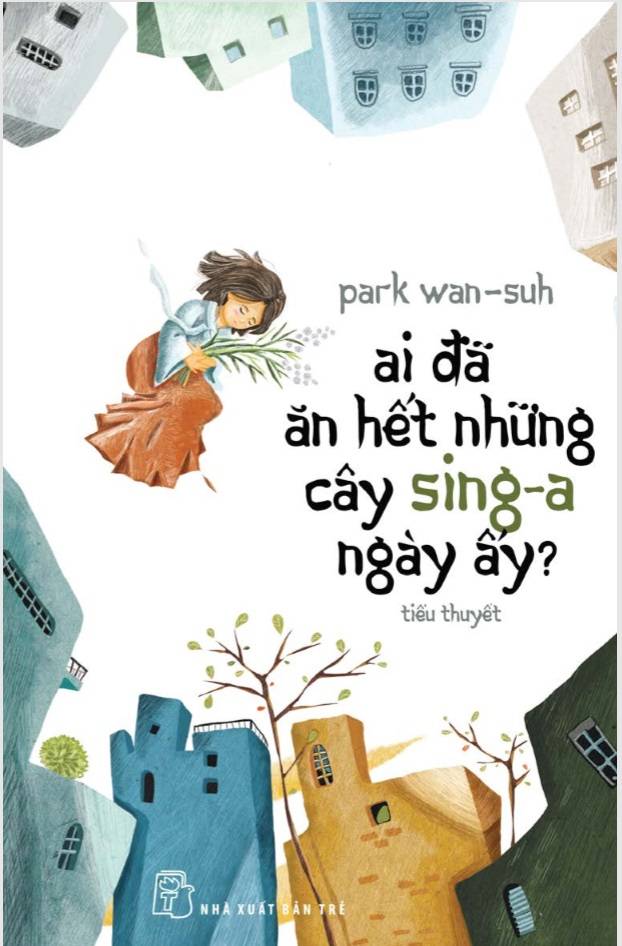 park wan-suh
ai đã
ăn hết những
cây sing-a
ngày ấy?
tiểu thuyết
T
NHÀ XUẤT BẢN TRẺ